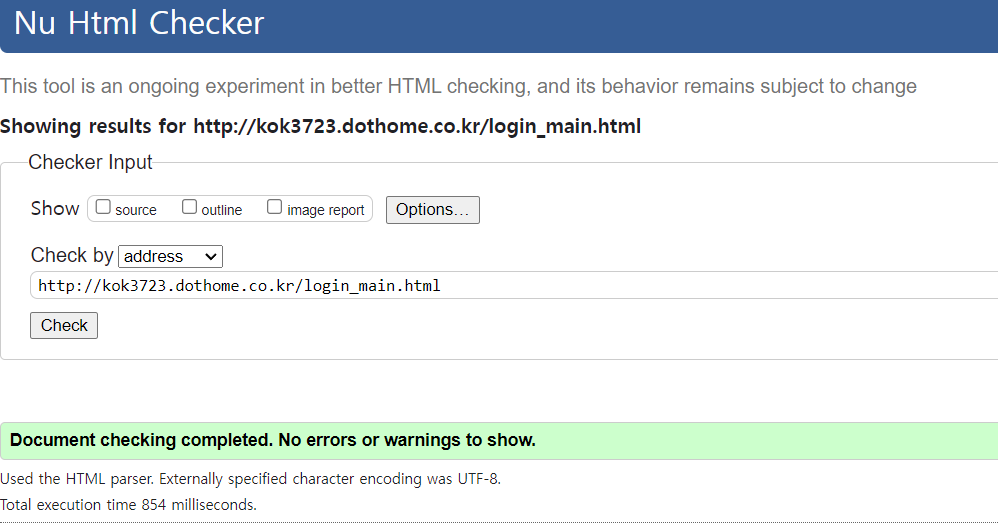 Nu Html Checker
This tool is an ongoing experiment in better HTML checking, and its behavior remains subject to change
Showing results for http://kok3723.dothome.co.kr/login_main.html
Checker Input
Show source outline image report Options…
Check by address
http://kok3723.dothome.co.kr/login_main.html
Check
Document checking completed. No errors or warnings to show.
Used the HTML parser. Externally specified character encoding was UTF-8.
Total execution time 854 milliseconds.